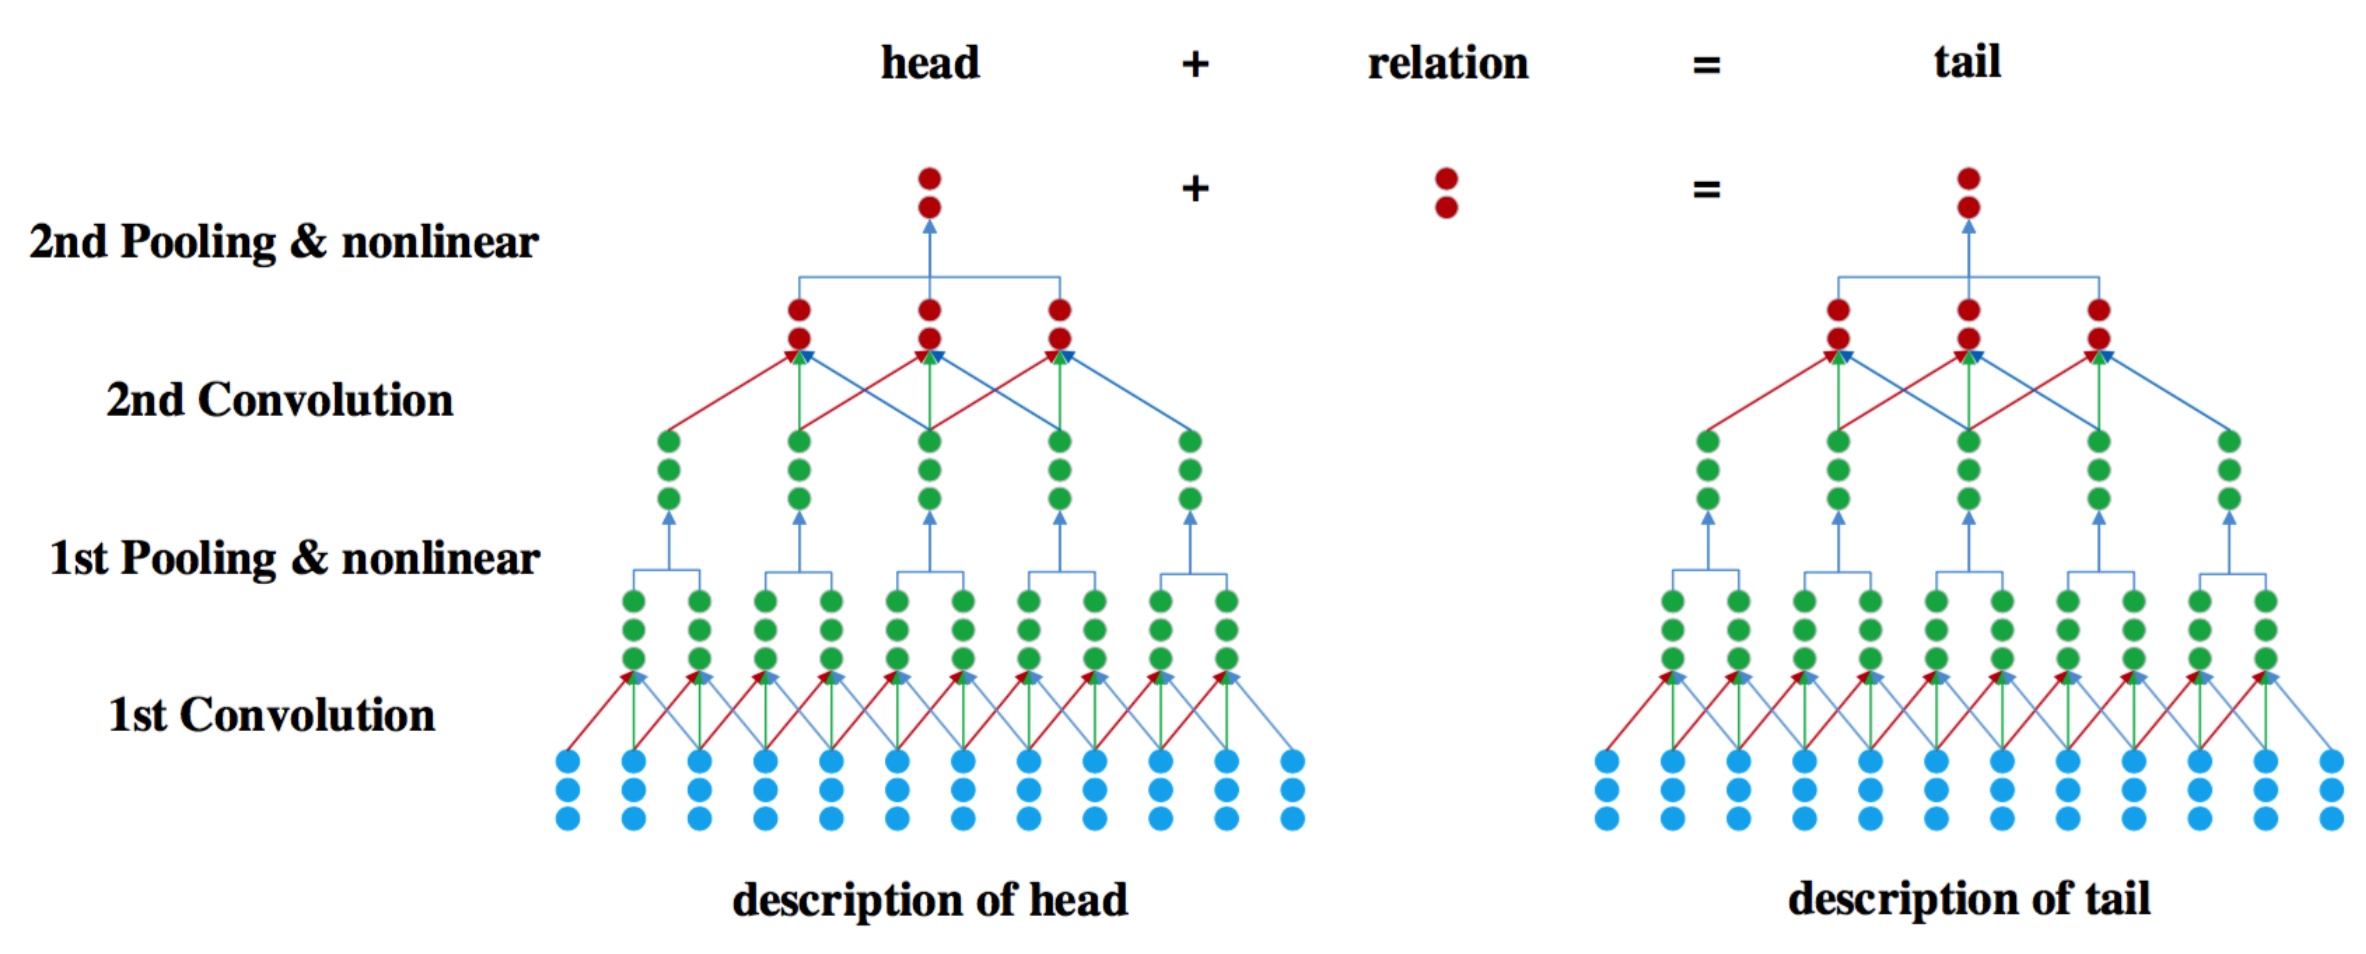 head + relation = tail
+ =
2nd Pooling & nonlinear
2nd Convolution
1st Pooling & nonlinear
1st Convolution
description of head
description of tail